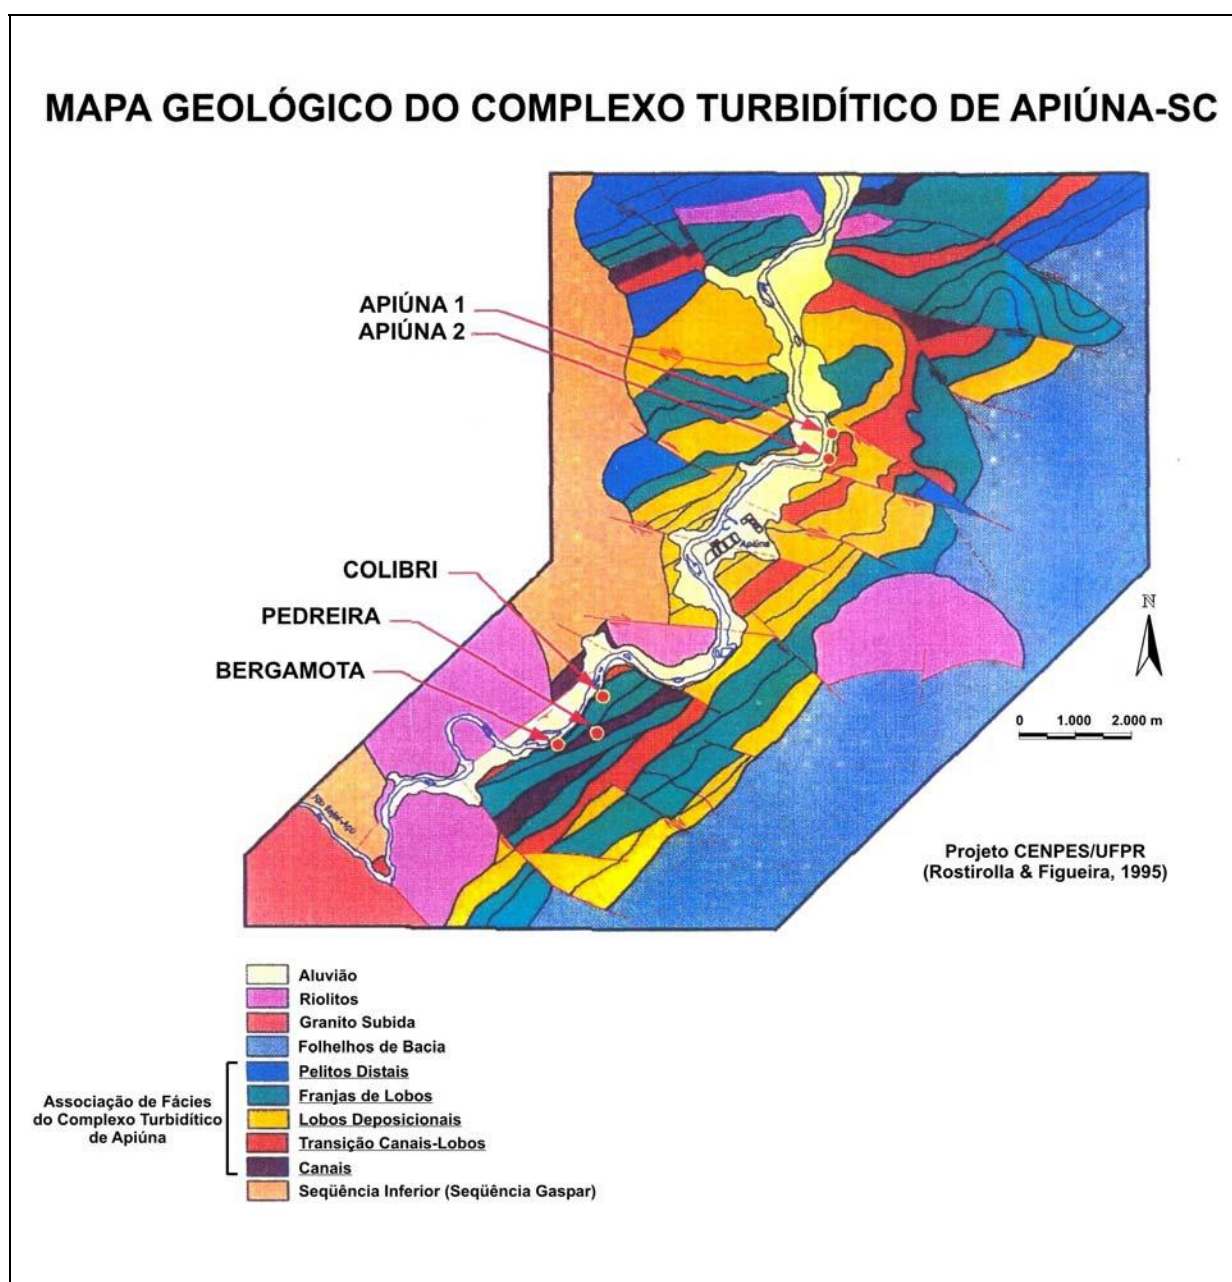 MAPA GEOLÓGICO DO COMPLEXO TURBIDÍTICO DE APIÚNA-SC
APIÚNA 1
APIÚNA 2
Apiúna
COLIBRI
PEDREIRA
BERGAMOTA
N
0 1.000 2.000 m
Projeto CENPES/UFPR
(Rostirolla & Figueira, 1995)
Aluvião
Riolitos
Granito Subida
Folhelhos de Bacia
Pelitos Distais
Franjas de Lobos
Lobos Deposicionais
Transição Canais-Lobos
Canais
Seqüência Inferior (Seqüência Gaspar)
Associação de Fácies
do Complexo Turbidítico
de Apiúna